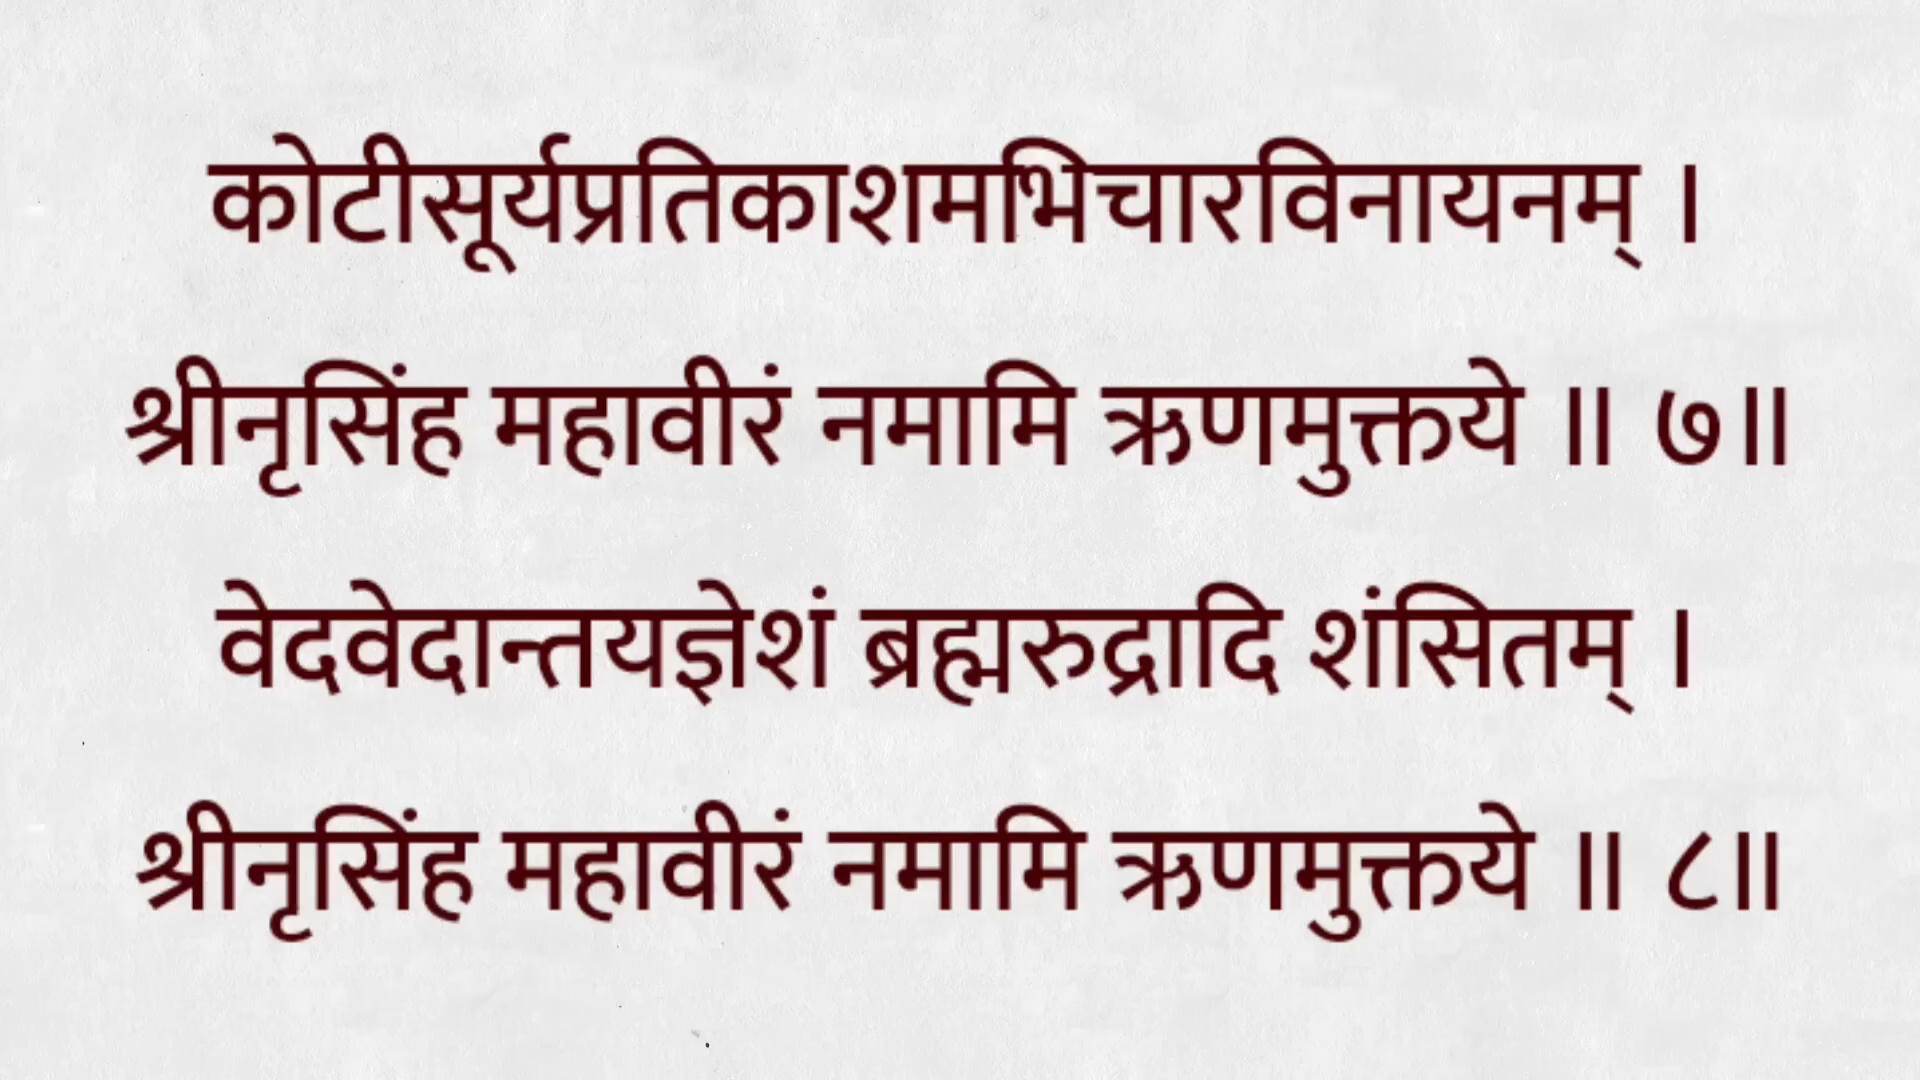 कोटीसूर्यप्रतिकाशमभिचारविनायनम् ।
श्रीनृसिंह महावीरं नमामि ऋणमुक्तये ॥ ७॥
वेदवेदान्तयज्ञेशं ब्रह्मरुद्रादि शंसितम् ।
श्रीनृसिंह महावीरं नमामि ऋणमुक्तये ॥ ८॥